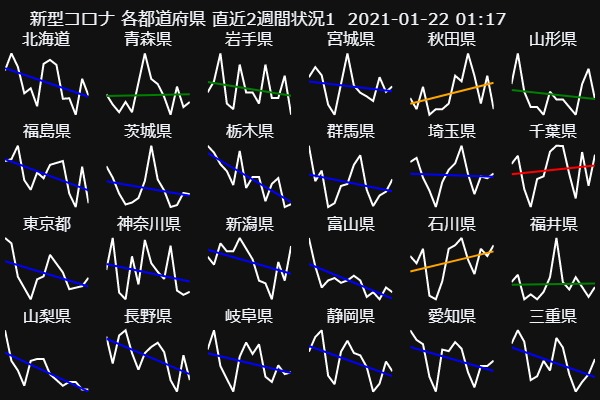 新型コロナ 各都道府県 直近2週間状況1 2021-01-22 01:17
北海道 青森県 岩手県 宮城県 秋田県 山形県
福島県 茨城県 栃木県 群馬県 埼玉県 千葉県
東京都 神奈川県 新潟県 富山県 石川県 福井県
山梨県 長野県 岐阜県 静岡県 愛知県 三重県